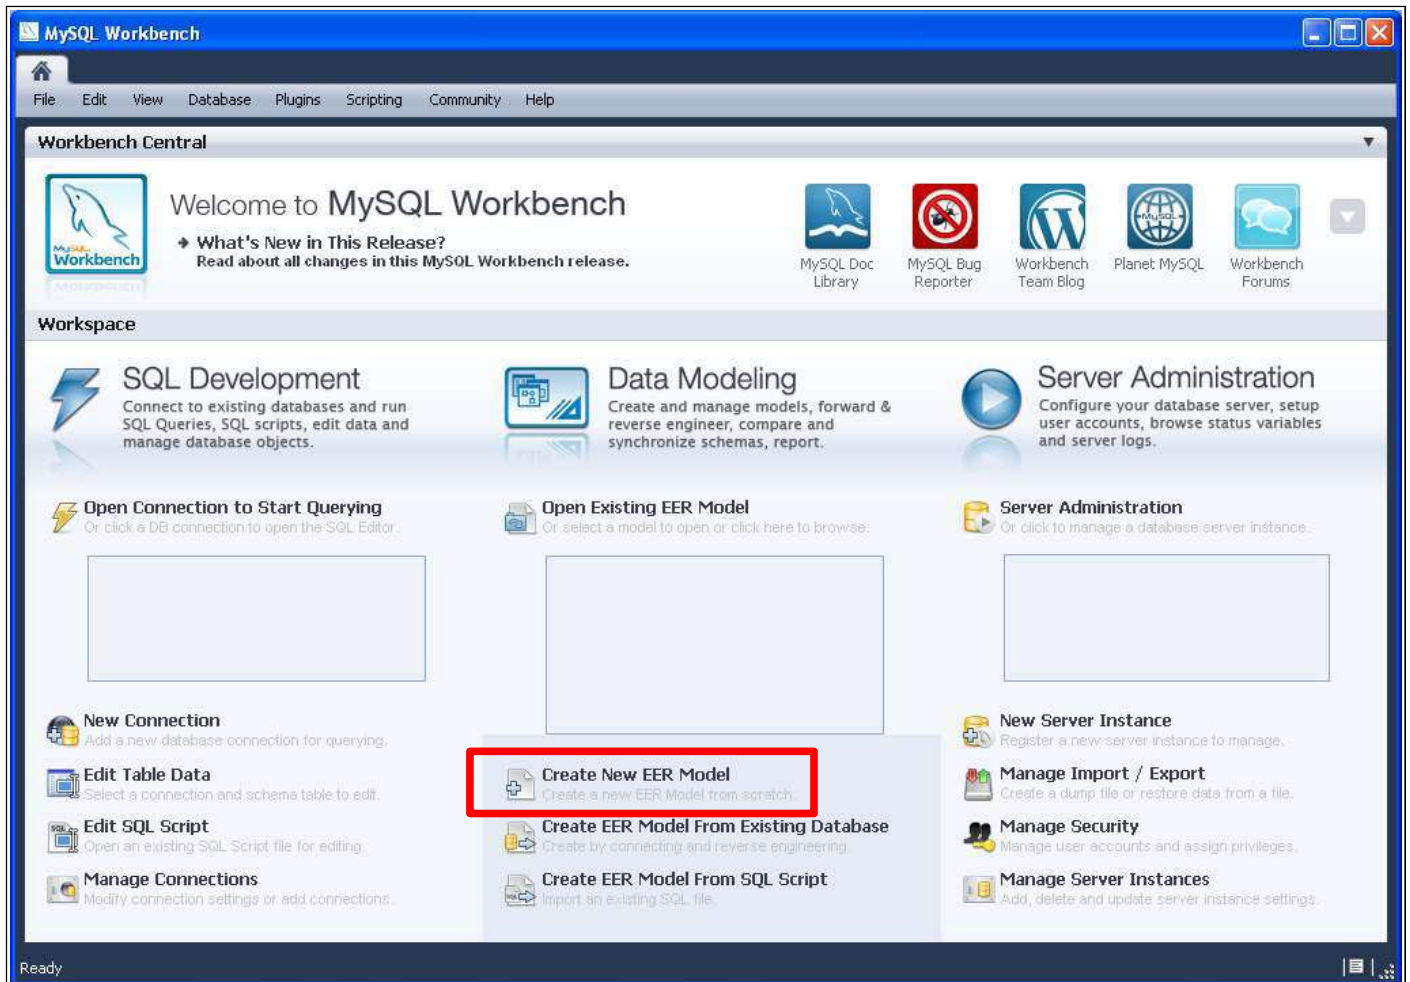 MySQL Workbench
File Edit View Database Plugins Scripting Community Help
Workbench Central
MySQL
Workbench
Welcome to MySQL Workbench
What's New in This Release?
Read about all changes in this MySQL Workbench release.
MySQL Doc
Library
MySQL Bug
Reporter
Workbench
Team Blog
MySQL
Planet MySQL
Workbench
Forums
Workspace
SQL Development
Connect to existing databases and run
SQL Queries, SQL scripts, edit data and
manage database objects.
Data Modeling
Create and manage models, forward &
reverse engineer, compare and
synchronize schemas, report.
Server Administration
Configure your database server, setup
user accounts, browse status variables
and server logs.
Open Connection to Start Querying
Or click a DB connection to open the SQL Editor.
New Connection
Add a new database connection for querying.
Edit Table Data
Select a connection and schema table to edit.
SQL
Edit SQL Script
Open an existing SQL Script file for editing.
Manage Connections
Modify connection settings or add connections.
Open Existing EER Model
Or select a model to open or click here to browse.
Create New EER Model
Create a new EER Model from scratch.
Create EER Model From Existing Database
Create by connecting and reverse engineering.
Create EER Model From SQL Script
Import an existing SQL file.
Server Administration
Or click to manage a database server instance.
New Server Instance
Register a new server instance to manage.
Manage Import / Export
Create a dump file or restore data from a file.
Manage Security
Manage user accounts and assign privileges.
Manage Server Instances
Add, delete and update server instance settings.
Ready